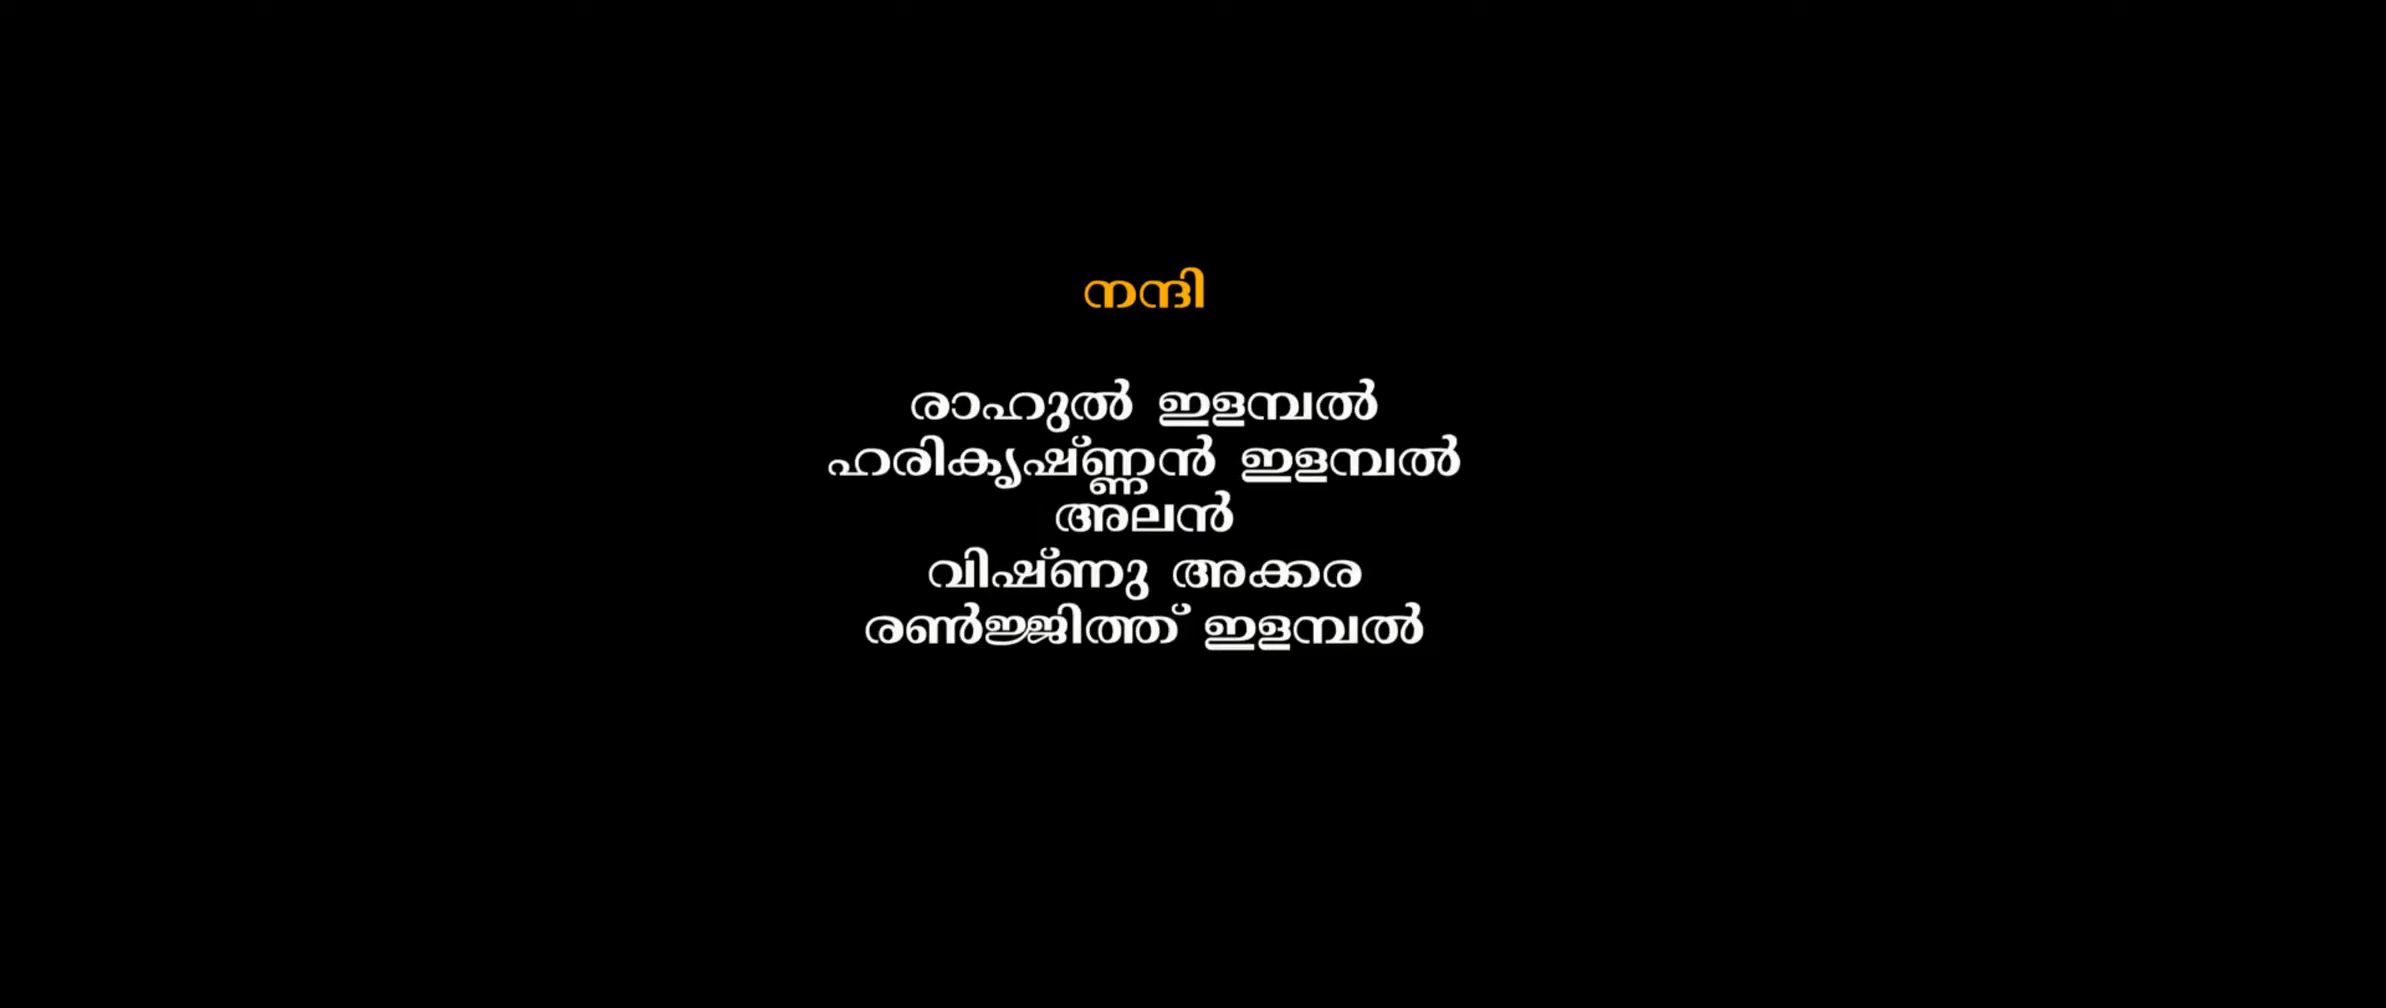 നന്ദി
രാഹുൽ ഇളമ്പൽ
ഹരികൃഷ്ണ്ണൻ ഇളമ്പൽ
അലൻ
വിഷ്ണു അക്കര
രൺജ്ജിത്ത് ഇളമ്പൽ